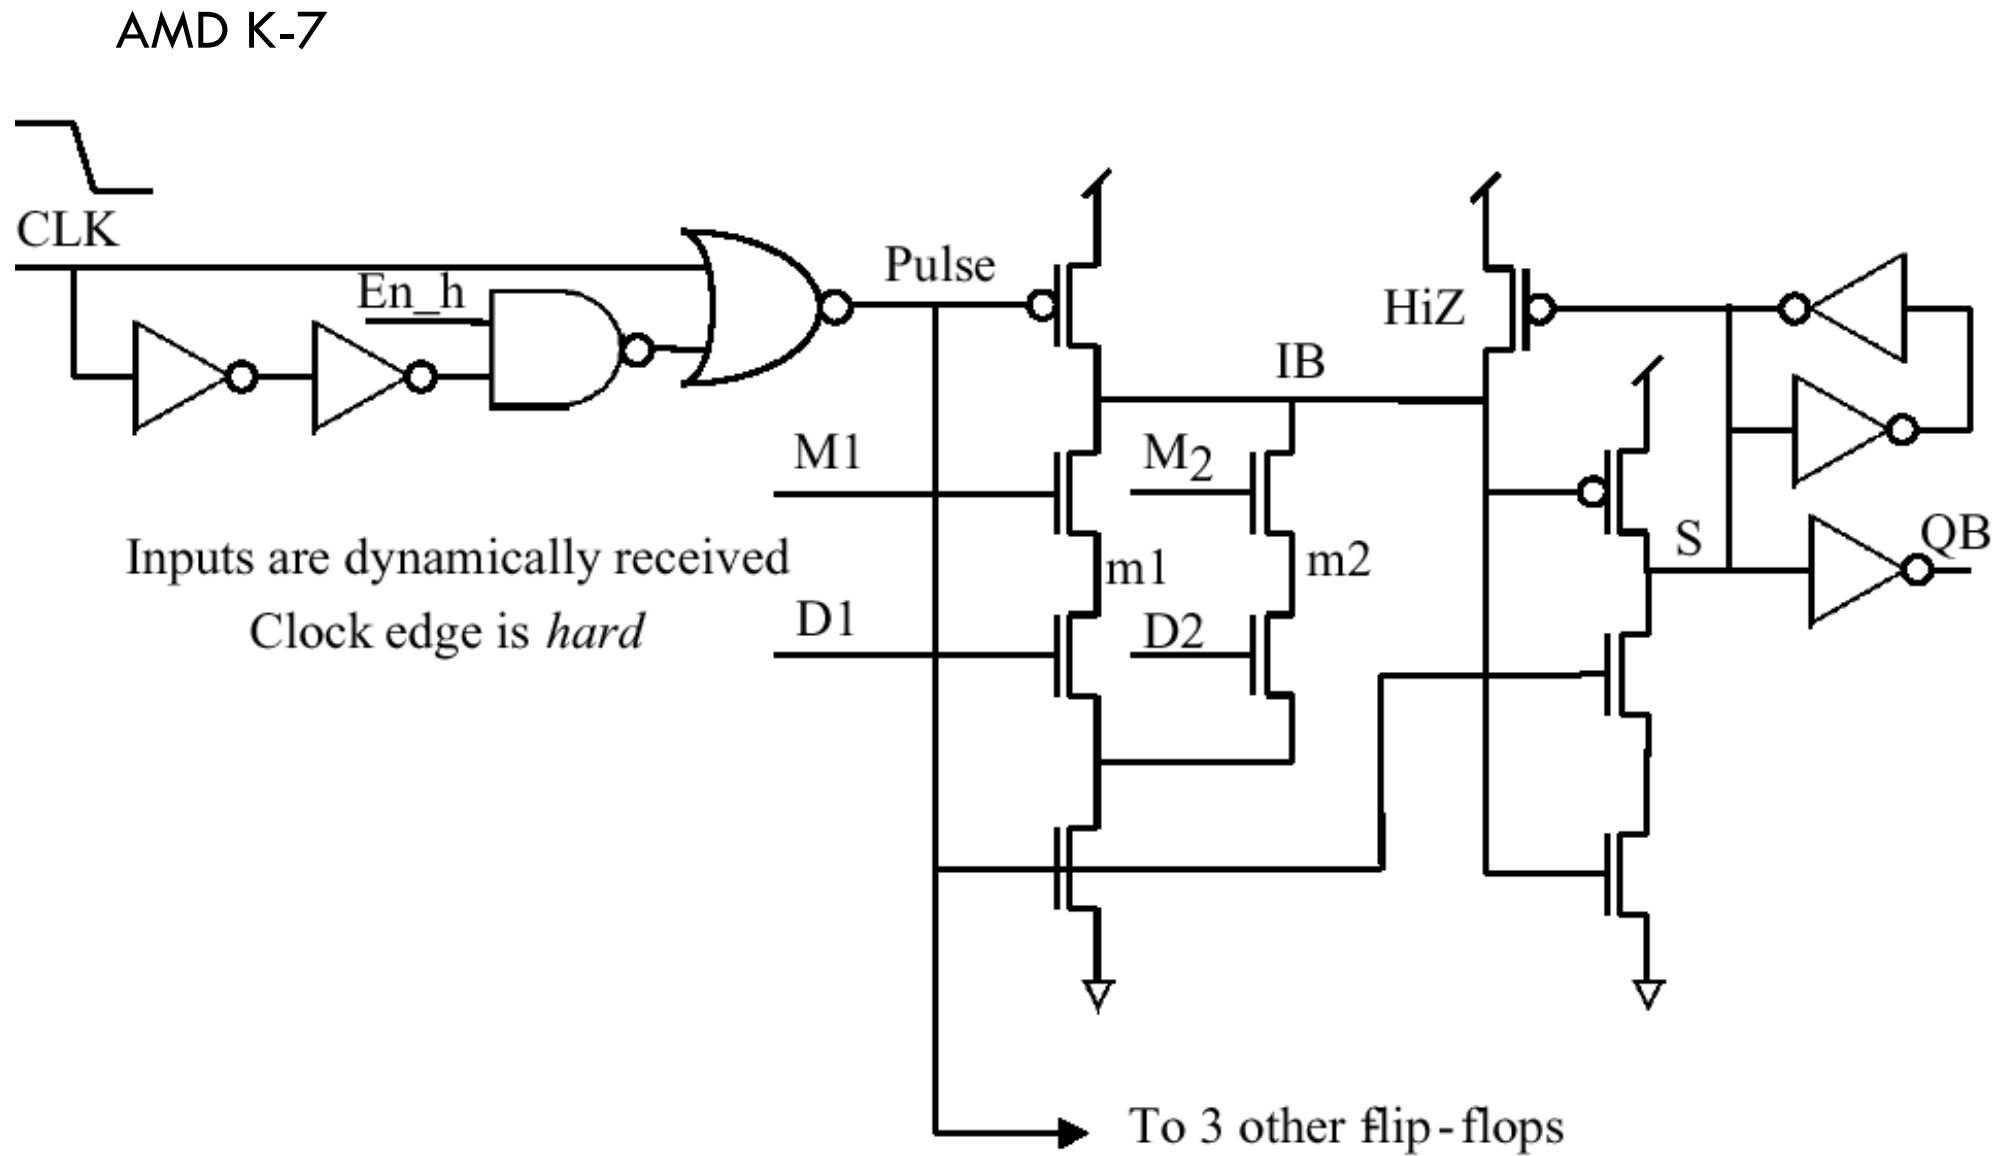 AMD K-7
CLK
En_h
Pulse
HiZ
IB
M1
M2
Inputs are dynamically received
Clock edge is hard
m1
m2
S
QB
D1
D2
To 3 other flip-flops